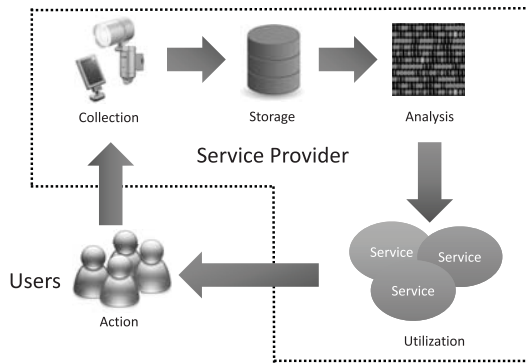 Collection
Storage
Analysis
Service Provider
Service
Service
Service
Users
Action
Utilization